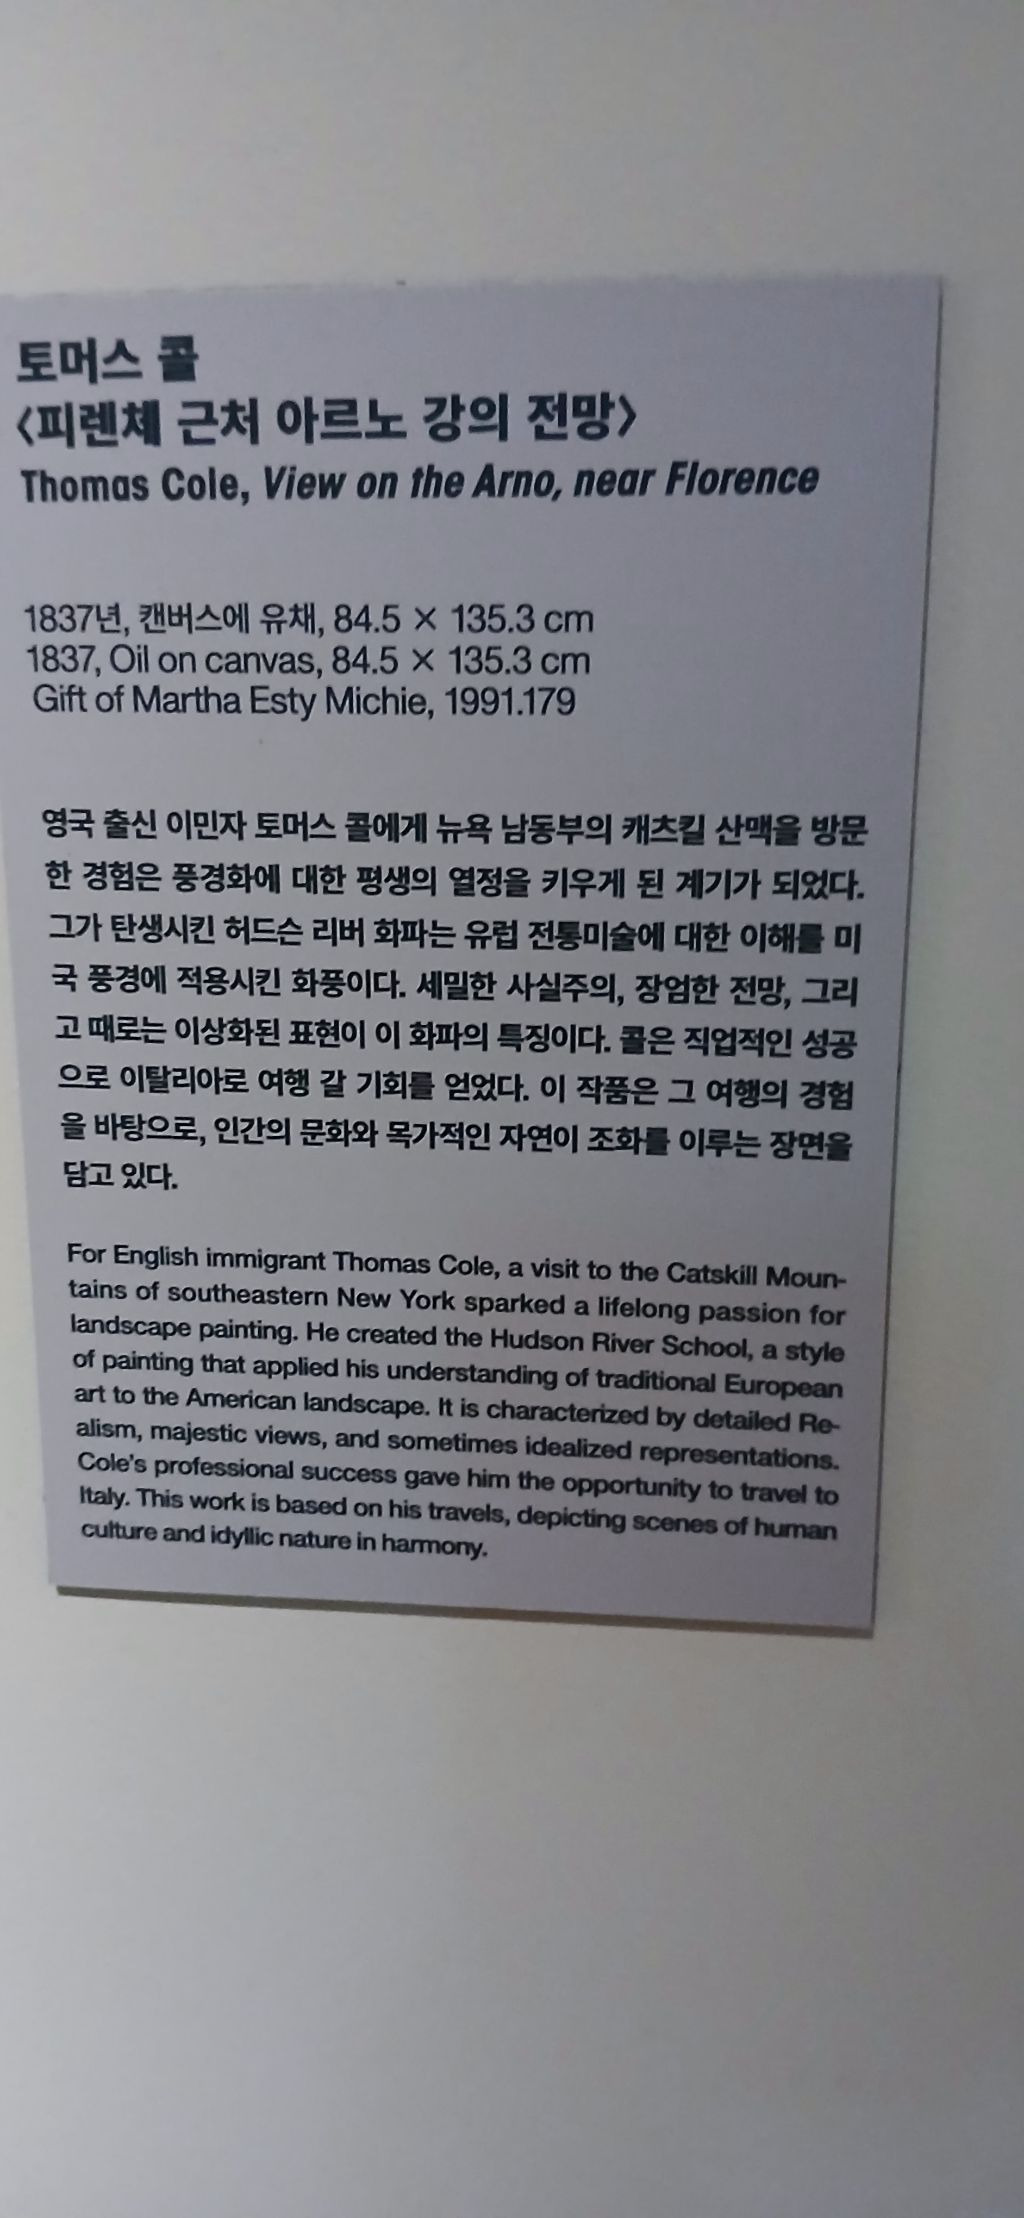 토머스 콜
〈피렌체 근처 아르노 강의 전망〉
Thomas Cole, View on the Arno, near Florence
1837년, 캔버스에 유채, 84.5 × 135.3 cm
1837, Oil on canvas, 84.5 × 135.3 cm
Gift of Martha Esty Michie, 1991.179
영국 출신 이민자 토머스 콜에게 뉴욕 남동부의 캐츠킬 산맥을 방문
한 경험은 풍경화에 대한 평생의 열정을 키우게 된 계기가 되었다.
그가 탄생시킨 허드슨 리버 화파는 유럽 전통미술에 대한 이해를 미
국 풍경에 적용시킨 화풍이다. 세밀한 사실주의, 장엄한 전망, 그리
고 때로는 이상화된 표현이 이 화파의 특징이다. 콜은 직업적인 성공
으로 이탈리아로 여행 갈 기회를 얻었다. 이 작품은 그 여행의 경험
을 바탕으로, 인간의 문화와 목가적인 자연이 조화를 이루는 장면을
담고 있다.
For English immigrant Thomas Cole, a visit to the Catskill Moun-
tains of southeastern New York sparked a lifelong passion for
landscape painting. He created the Hudson River School, a style
of painting that applied his understanding of traditional European
art to the American landscape. It is characterized by detailed Re-
alism, majestic views, and sometimes idealized representations.
Cole's professional success gave him the opportunity to travel to
Italy. This work is based on his travels, depicting scenes of human
culture and idyllic nature in harmony.